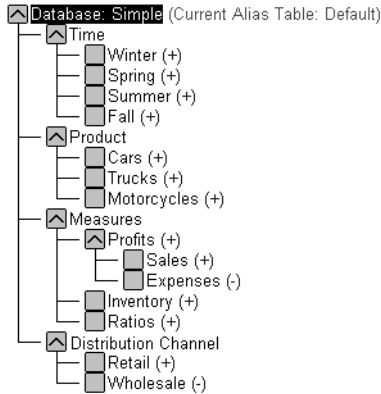 Database: Simple (Current Alias Table: Default)
Time
Winter (+)
Spring (+)
Summer (+)
Fall (+)
Product
Cars (+)
Trucks (+)
Motorcycles (+)
Measures
Profits (+)
Sales (+)
Expenses (-)
Inventory (+)
Ratios (+)
Distribution Channel
Retail (+)
Wholesale (-)